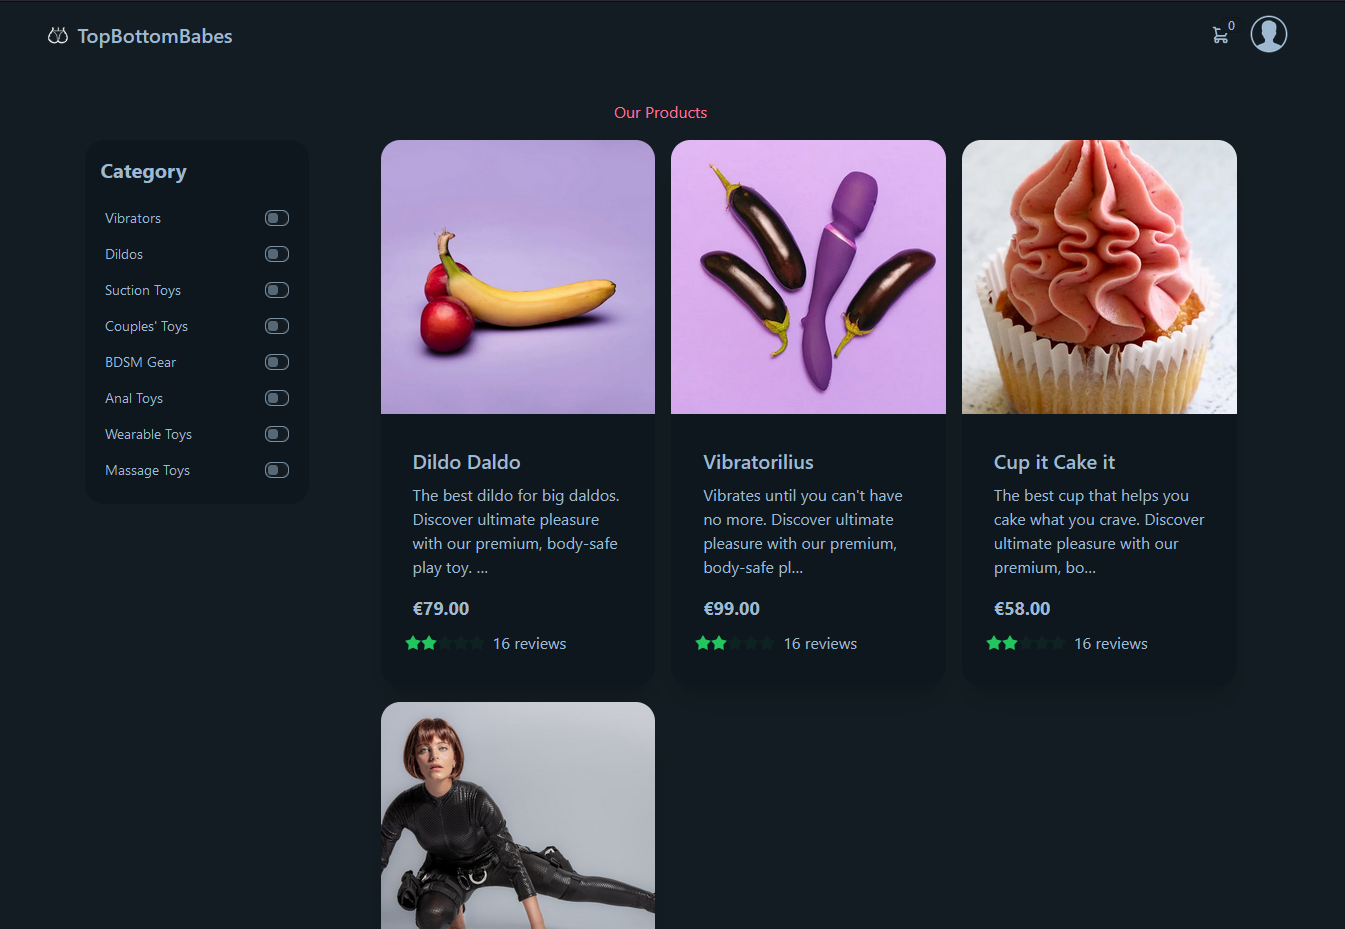 TopBottomBabes
0
Our Products
Category
Vibrators
Dildos
Suction Toys
Couples' Toys
BDSM Gear
Anal Toys
Wearable Toys
Massage Toys
Dildo Daldo
The best dildo for big daldos.
Discover ultimate pleasure
with our premium, body-safe
play toy. ...
€79.00
16 reviews
Vibratorilius
Vibrates until you can't have
no more. Discover ultimate
pleasure with our premium,
body-safe pl...
€99.00
16 reviews
Cup it Cake it
The best cup that helps you
cake what you crave. Discover
ultimate pleasure with our
premium, bo...
€58.00
16 reviews